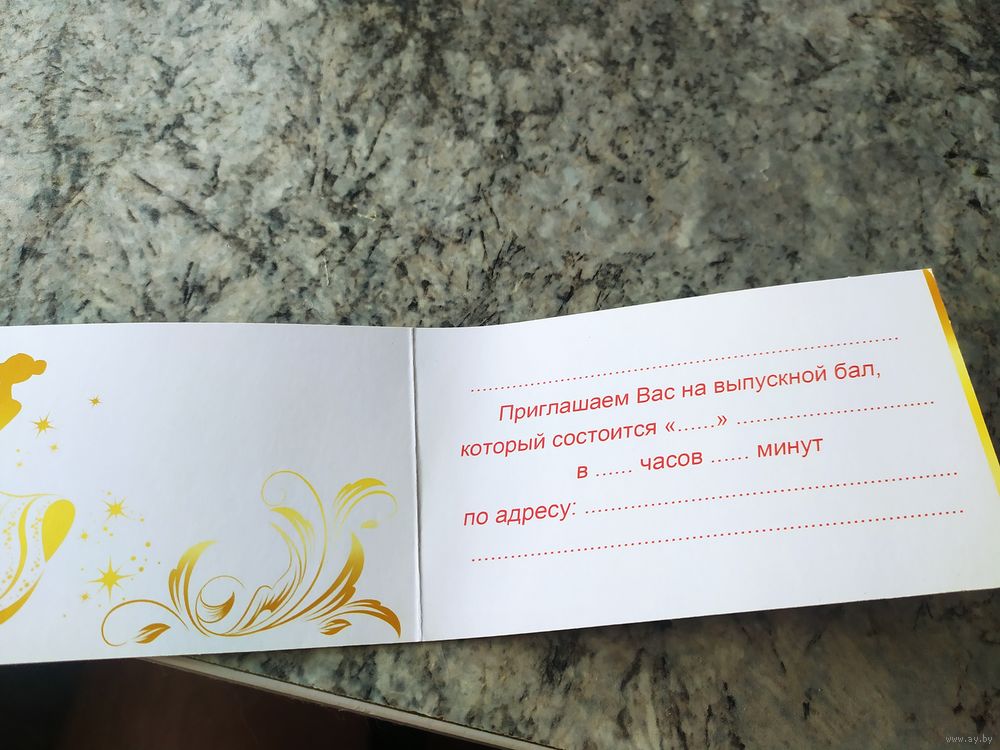 ................................................................
Приглашаем Вас на выпускной бал,
который состоится «......» .............................
в ...... часов ...... минут
по адресу: ......................................................
......................................................................
www.ay.by